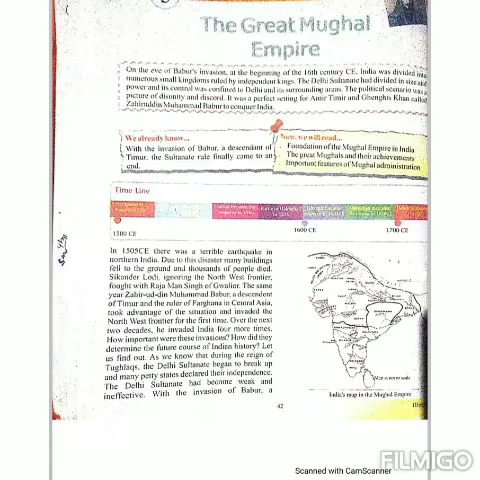 The Great Mughal
Empire
On the eve of Babur's invasion, at the beginning of the 16th century CE, India was divided into
numerous small kingdoms ruled by independent kings. The Delhi Sultanate had divided in size and
power and its control was confined to Delhi and its surrounding areas. The political scenario was a
picture of disunity and discord. It was a perfect setting for Amir Timur and Ghenghis Khan called
Zahiruddin Muhammad Babur to conquer India.
We already know...
With the invasion of Babur, a descendant of
Timur, the Sultanate rule finally came to an
end.
Now, we will read...
Foundation of the Mughal Empire in India
The great Mughals and their achievements
Important features of Mughal administration
Time Line
1500 CE
1600 CE
1700 CE
In 1505CE there was a terrible earthquake in
northern India. Due to this disaster many buildings
fell to the ground and thousands of people died.
Sikander Lodi, ignoring the North West frontier,
fought with Raja Man Singh of Gwalior. The same
year Zahir-ud-din Muhammad Babur, a descendant
of Timur and the ruler of Farghana in Central Asia,
took advantage of the situation and invaded the
North West frontier for the first time. Over the next
two decades, he invaded India four more times.
How important were these invasions? How did they
determine the future course of Indian history? Let
us find out. As we know that during the reign of
Tughlaqs, the Delhi Sultanate began to break up
and many petty states declared their independence.
The Delhi Sultanate had become weak and
ineffective. With the invasion of Babur, a
Map is not to scale
India's map in the Mughal Empire
42
FILMIGO
Scanned with CamScanner